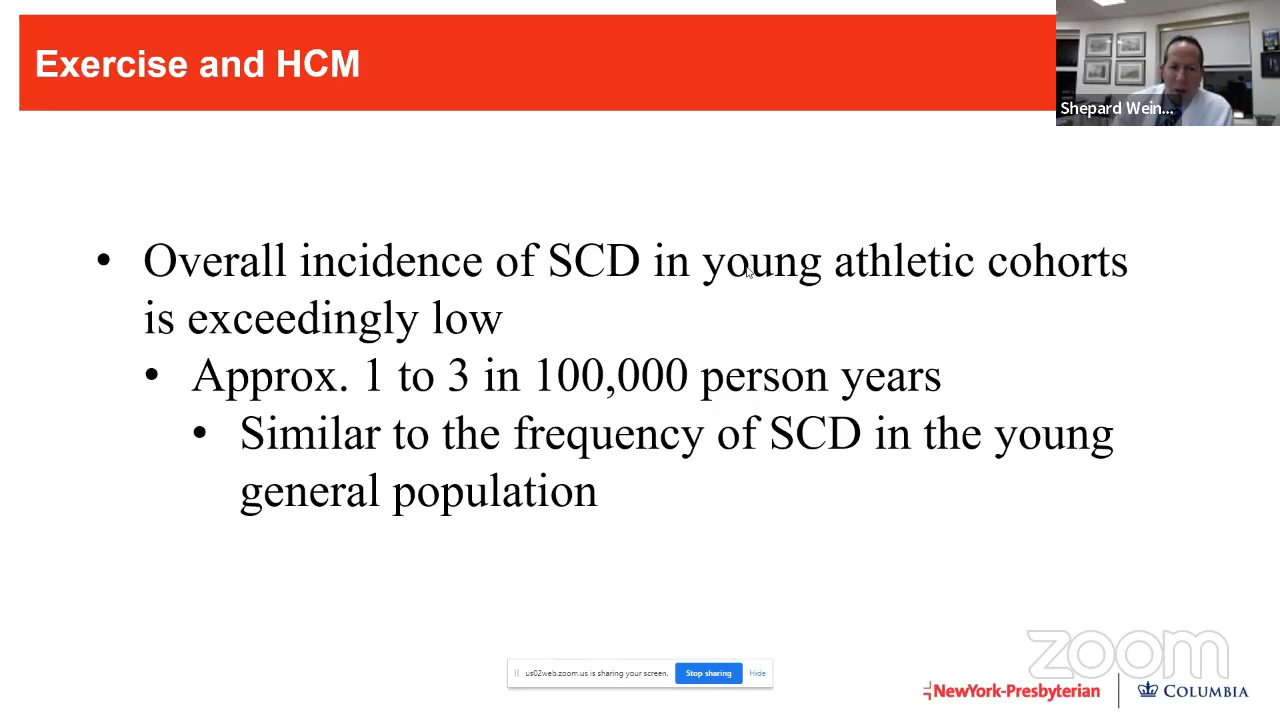 Exercise and HCM
Shepard Wein...
• Overall incidence of SCD in young athletic cohorts
is exceedingly low
• Approx. 1 to 3 in 100,000 person years
• Similar to the frequency of SCD in the young
general population
zoom
us02web.zoom.us is sharing your screen. Stop sharing Hide
NewYork-Presbyterian COLUMBIA